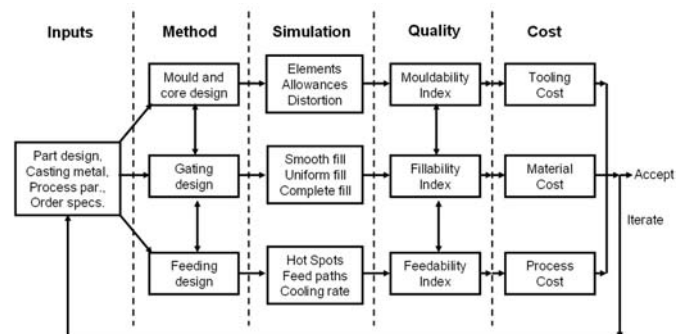 Inputs
Method
Simulation
Quality
Cost
Part design,
Casting metal,
Process par.,
Order specs.
Mould and
core design
Elements
Allowances
Distortion
Mouldability
Index
Tooling
Cost
Gating
design
Smooth fill
Uniform fill
Complete fill
Fillability
Index
Material
Cost
Accept
Iterate
Feeding
design
Hot Spots
Feed paths
Cooling rate
Feedability
Index
Process
Cost